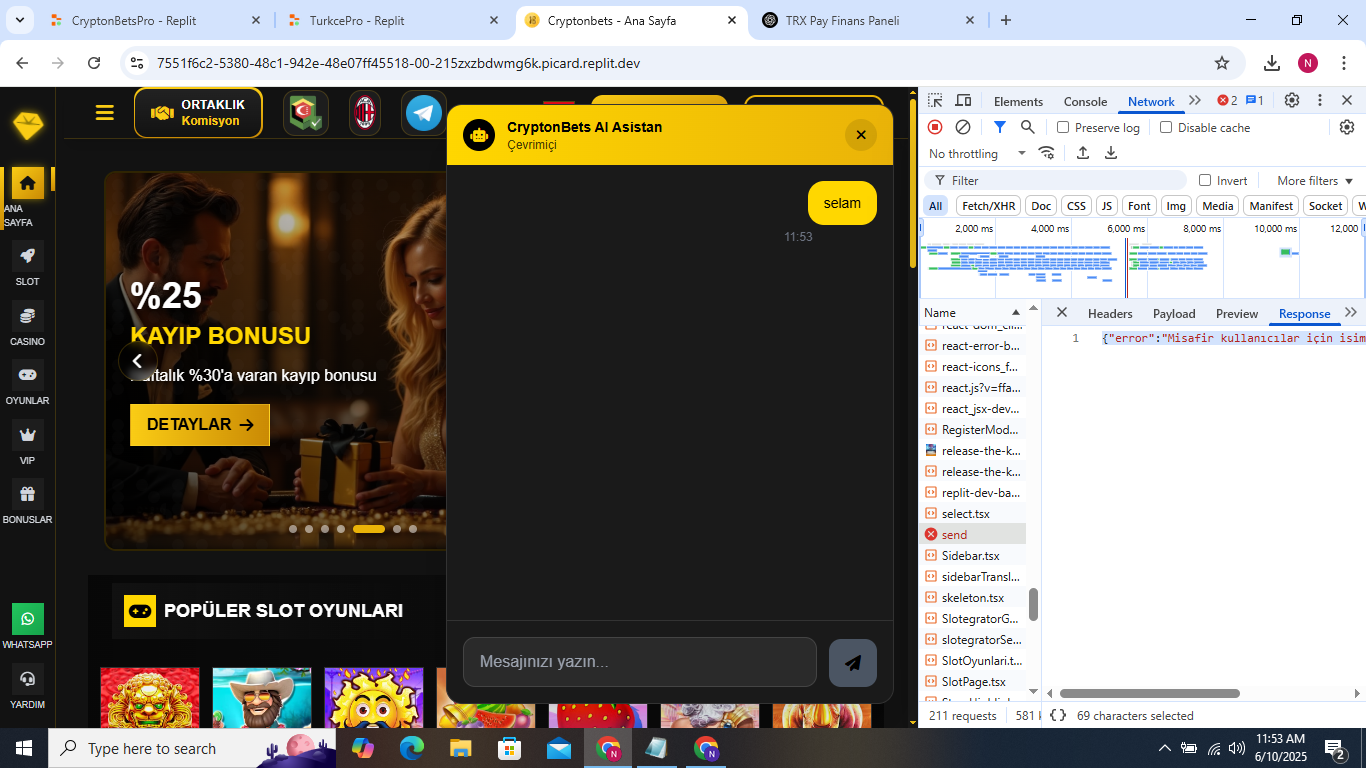 CryptonBetsPro - Replit
TurkcePro - Replit
Cryptonbets - Ana Sayfa
TRX Pay Finans Paneli
7551f6c2-5380-48c1-942e-48e07ff45518-00-215zxzbdwmg6k.picard.replit.dev
N
ORTAKLIK
Komisyon
ANA
SAYFA
SLOT
CASINO
OYUNLAR
VIP
BONUSLAR
WHATSAPP
YARDIM
%25
KAYIP BONUSU
Haftalık %30'a varan kayıp bonusu
DETAYLAR
POPÜLER SLOT OYUNLARI
CryptonBets AI Asistan
Çevrimiçi
selam
11:53
Mesajınızı yazın...
Elements
Console
Network
2
1
Preserve log
Disable cache
No throttling
Filter
Invert
More filters
All
Fetch/XHR
Doc
CSS
JS
Font
Img
Media
Manifest
Socket
2,000 ms
4,000 ms
6,000 ms
8,000 ms
10,000 ms
12,000
Name
Headers
Payload
Preview
Response
1
{"error":"Misafir kullanıcılar için isim
react-error-b...
react-icons_f...
react.js?v=ffa...
react_jsx-dev...
RegisterMod...
release-the-k...
release-the-k...
replit-dev-ba...
select.tsx
send
Sidebar.tsx
sidebarTransl...
skeleton.tsx
SlotegratorG...
slotegratorSe...
SlotOyunlari.t...
SlotPage.tsx
211 requests
581 k
69 characters selected
Type here to search
11:53 AM
6/10/2025
2